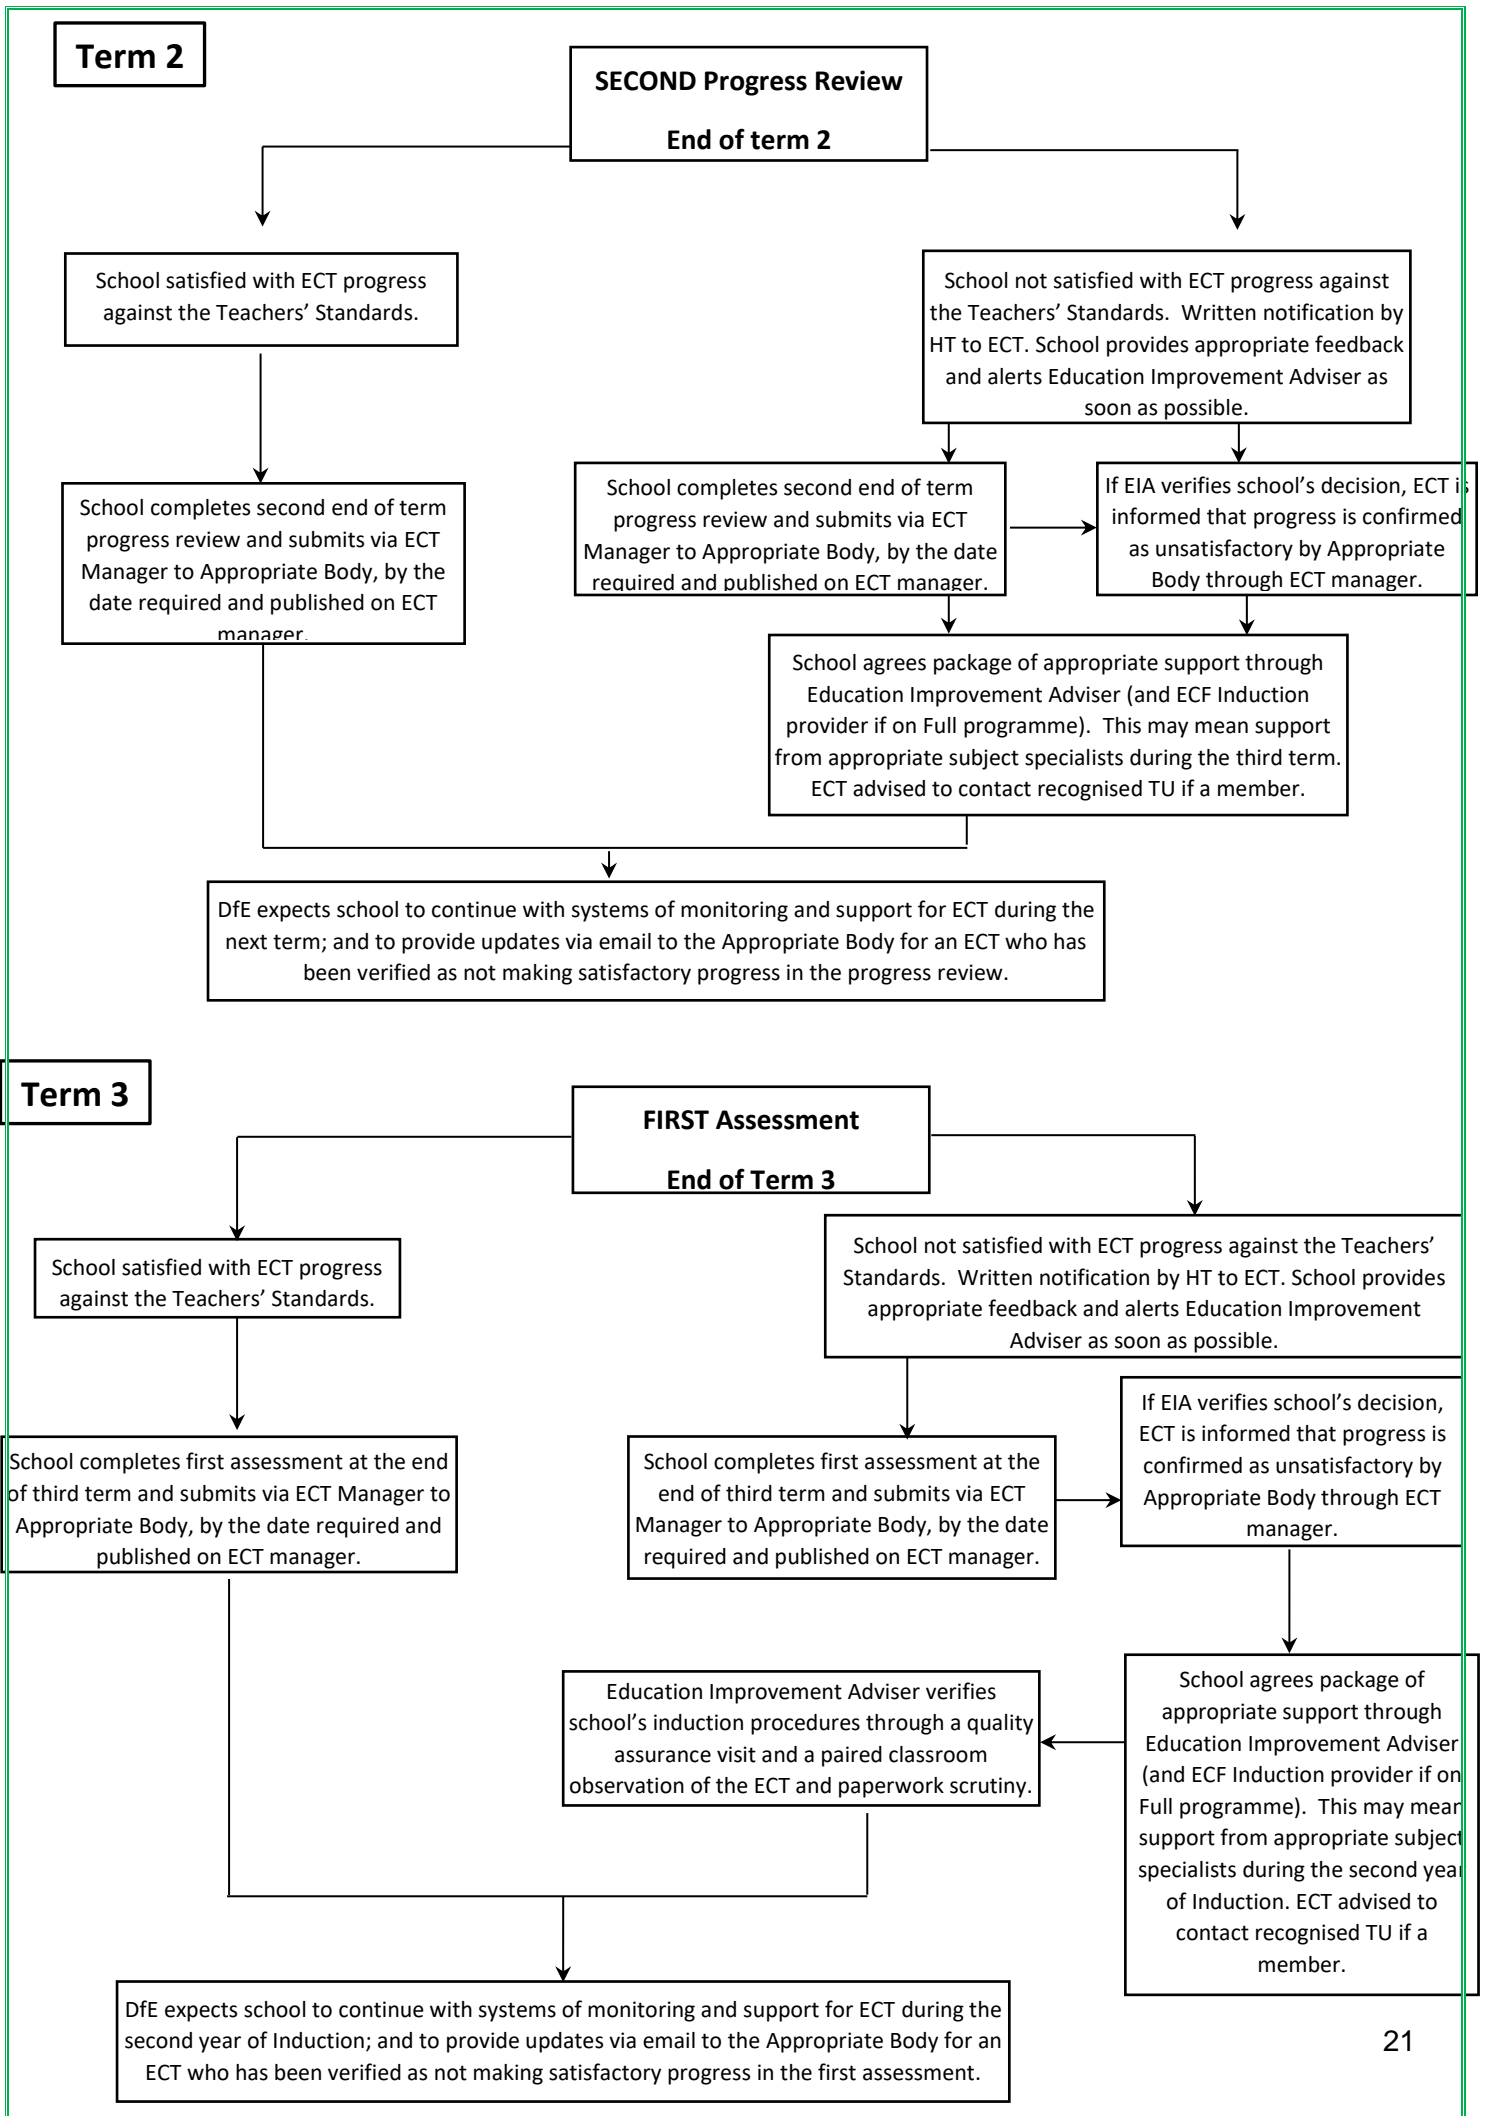 Term 2
SECOND Progress Review
End of term 2
School satisfied with ECT progress
against the Teachers’ Standards.
School not satisfied with ECT progress against
the Teachers’ Standards.  Written notification by
HT to ECT. School provides appropriate feedback
and alerts Education Improvement Adviser as
soon as possible.
School completes second end of term
progress review and submits via ECT
Manager to Appropriate Body, by the
date required and published on ECT
manager.
School completes second end of term
progress review and submits via ECT
Manager to Appropriate Body, by the date
required and published on ECT manager.
If EIA verifies school’s decision, ECT is
informed that progress is confirmed
as unsatisfactory by Appropriate
Body through ECT manager.
School agrees package of appropriate support through
Education Improvement Adviser (and ECF Induction
provider if on Full programme).  This may mean support
from appropriate subject specialists during the third term.
ECT advised to contact recognised TU if a member.
DfE expects school to continue with systems of monitoring and support for ECT during the
next term; and to provide updates via email to the Appropriate Body for an ECT who has
been verified as not making satisfactory progress in the progress review.
Term 3
FIRST Assessment
End of Term 3
School satisfied with ECT progress
against the Teachers’ Standards.
School not satisfied with ECT progress against the Teachers’
Standards.  Written notification by HT to ECT. School provides
appropriate feedback and alerts Education Improvement
Adviser as soon as possible.
School completes first assessment at the end
of third term and submits via ECT Manager to
Appropriate Body, by the date required and
published on ECT manager.
School completes first assessment at the
end of third term and submits via ECT
Manager to Appropriate Body, by the date
required and published on ECT manager.
If EIA verifies school’s decision,
ECT is informed that progress is
confirmed as unsatisfactory by
Appropriate Body through ECT
manager.
School agrees package of
appropriate support through
Education Improvement Adviser
(and ECF Induction provider if on
Full programme).  This may mean
support from appropriate subject
specialists during the second year
of Induction. ECT advised to
contact recognised TU if a
member.
Education Improvement Adviser verifies
school’s induction procedures through a quality
assurance visit and a paired classroom
observation of the ECT and paperwork scrutiny.
DfE expects school to continue with systems of monitoring and support for ECT during the
second year of Induction; and to provide updates via email to the Appropriate Body for an
ECT who has been verified as not making satisfactory progress in the first assessment.
21